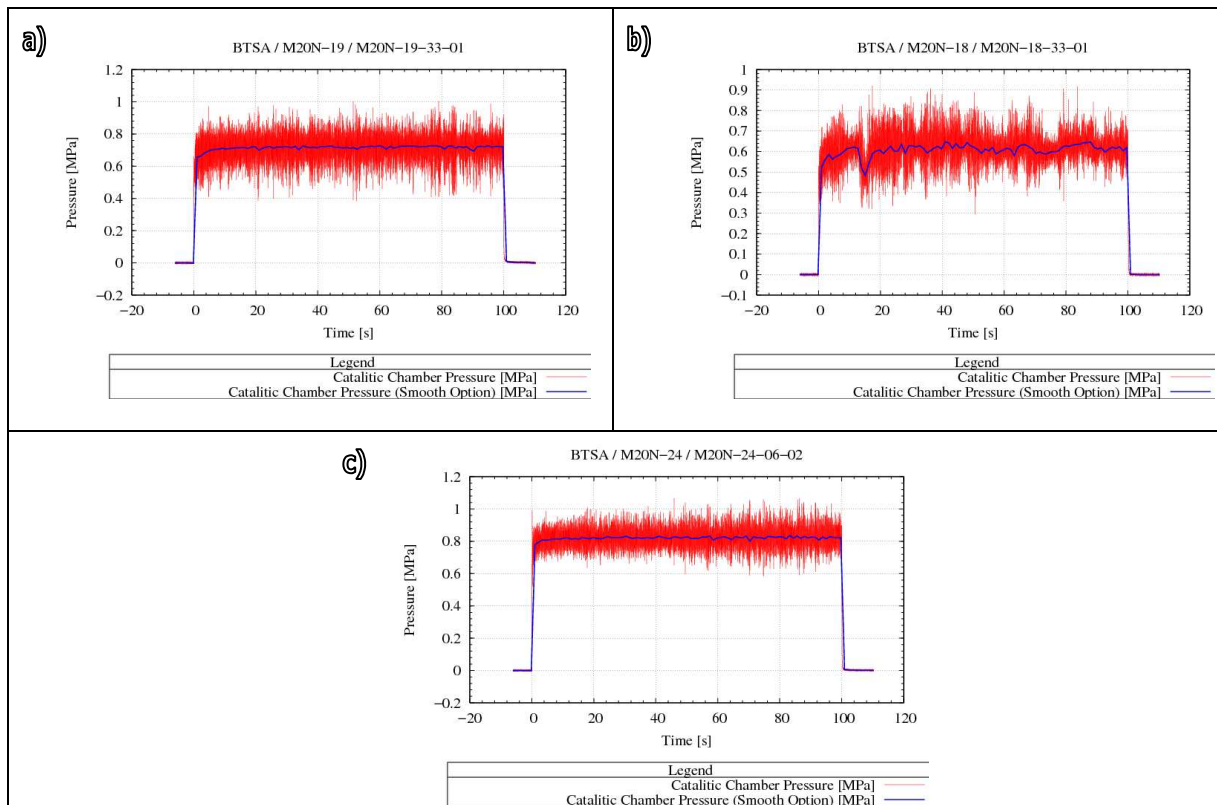 a)
BTSA / M20N−19 / M20N−19−33−01
1.2
1
0.8
0.6
0.4
0.2
0
−0.2
Pressure [MPa]
−20 0 20 40 60 80 100 120
Time [s]
Legend
Catalitic Chamber Pressure [MPa]
Catalitic Chamber Pressure (Smooth Option) [MPa]
b)
BTSA / M20N−18 / M20N−18−33−01
1
0.9
0.8
0.7
0.6
0.5
0.4
0.3
0.2
0.1
0
−0.1
Pressure [MPa]
−20 0 20 40 60 80 100 120
Time [s]
Legend
Catalitic Chamber Pressure [MPa]
Catalitic Chamber Pressure (Smooth Option) [MPa]
c)
BTSA / M20N−24 / M20N−24−06−02
1.2
1
0.8
0.6
0.4
0.2
0
−0.2
Pressure [MPa]
−20 0 20 40 60 80 100 120
Time [s]
Legend
Catalitic Chamber Pressure [MPa]
Catalitic Chamber Pressure (Smooth Option) [MPa]